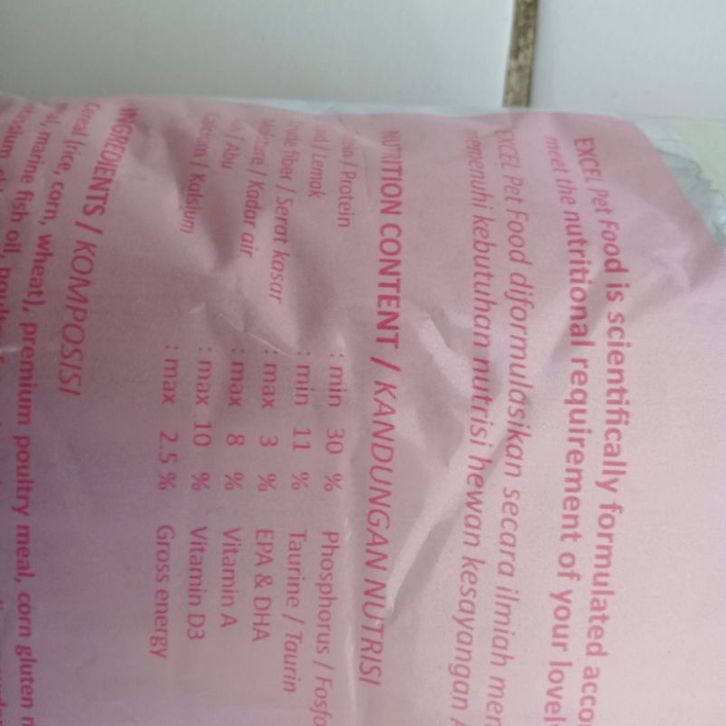 EXCEL Pet Food is scientifically formulated acco
meet the nutritional requirement of your lovel
EXCEL Pet Food diformulasikan secara ilmiah mem
memenuhi kebutuhan nutrisi hewan kesayangan
NUTRITION CONTENT / KANDUNGAN NUTRISI
/ Protein : min 30 % Phosphorus / Fosfo
/ Lemak : min 11 % Taurine / Taurin
fiber / Serat kasar : max 3 % EPA & DHA
/ Kadar air : max 8 % Vitamin A
/ Abu : max 10 % Vitamin D3
Calcium / Kalsium : max 2.5 % Gross energy
INGREDIENTS / KOMPOSISI
Cereal (rice, corn, wheat), premium poultry meal, corn gluten m
marine fish oil,